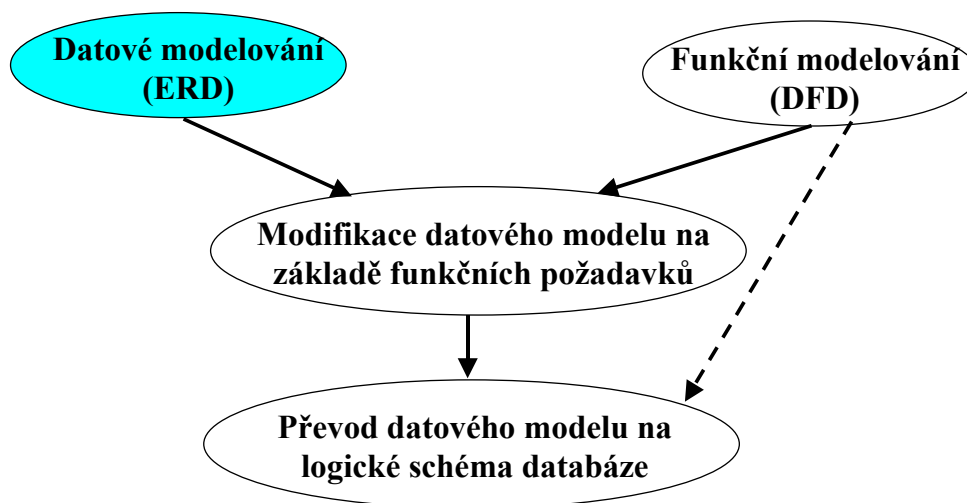 Datové modelování
(ERD)
Funkční modelování
(DFD)
Modifikace datového modelu na
základě funkčních požadavků
Převod datového modelu na
logické schéma databáze